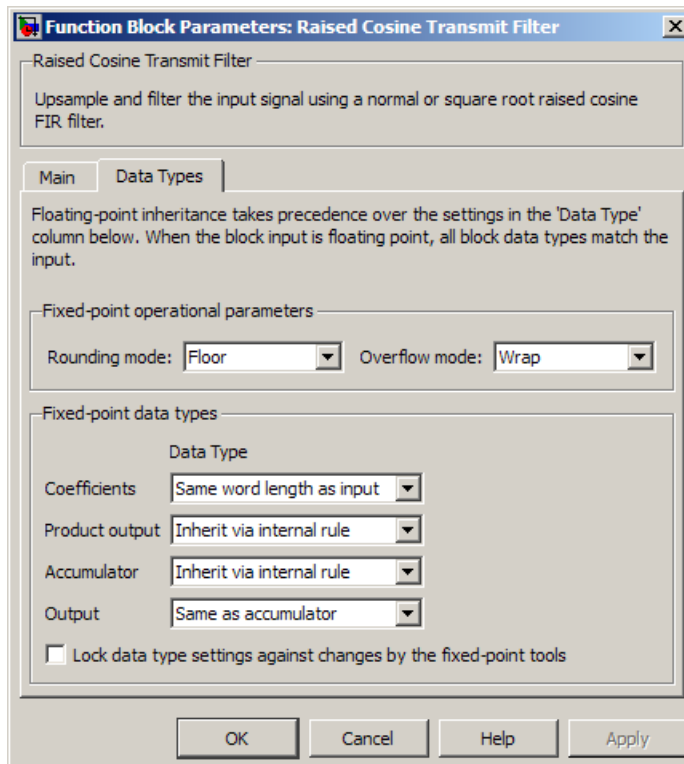 Function Block Parameters: Raised Cosine Transmit Filter
Raised Cosine Transmit Filter
Upsample and filter the input signal using a normal or square root raised cosine
FIR filter.
Main Data Types
Floating-point inheritance takes precedence over the settings in the 'Data Type'
column below. When the block input is floating point, all block data types match the
input.
Fixed-point operational parameters
Rounding mode: Floor Overflow mode: Wrap
Fixed-point data types
Data Type
Coefficients Same word length as input
Product output Inherit via internal rule
Accumulator Inherit via internal rule
Output Same as accumulator
Lock data type settings against changes by the fixed-point tools
OK Cancel Help Apply